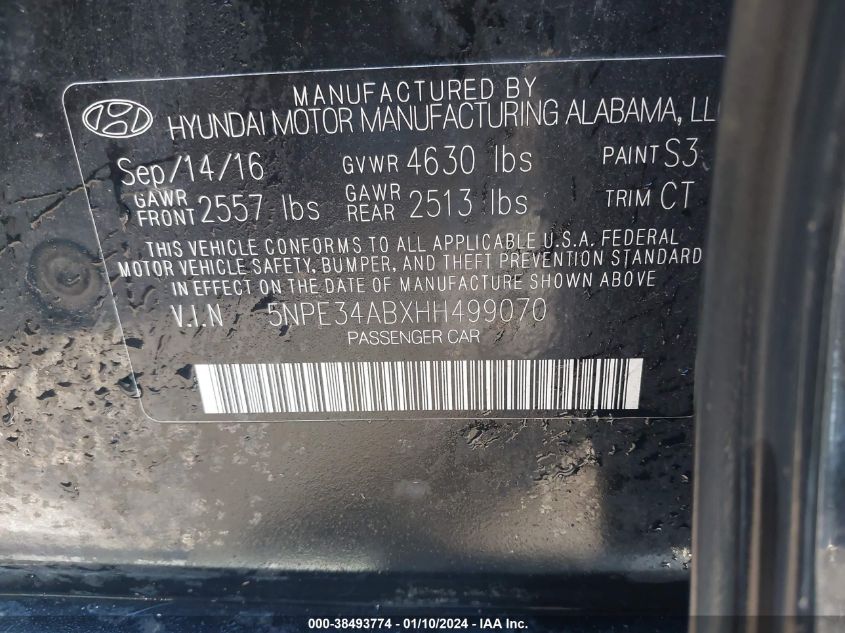 MANUFACTURED BY
HYUNDAI MOTOR MANUFACTURING ALABAMA,
Sep/14/16 GVWR 4630 lbs PAINT
GAWR FRONT 2557 lbs GAWR REAR 2513 lbs TRIM CT
THIS VEHICLE CONFORMS TO ALL APPLICABLE U.S.A. FEDERAL
MOTOR VEHICLE SAFETY, BUMPER, AND THEFT PREVENTION STANDARD
IN EFFECT ON THE DATE OF MANUFACTURE SHOWN ABOVE
V.I.N 5NPE34ABXHH499070
PASSENGER CAR
000-38493774 — 01/10/2024 — IAA Inc.